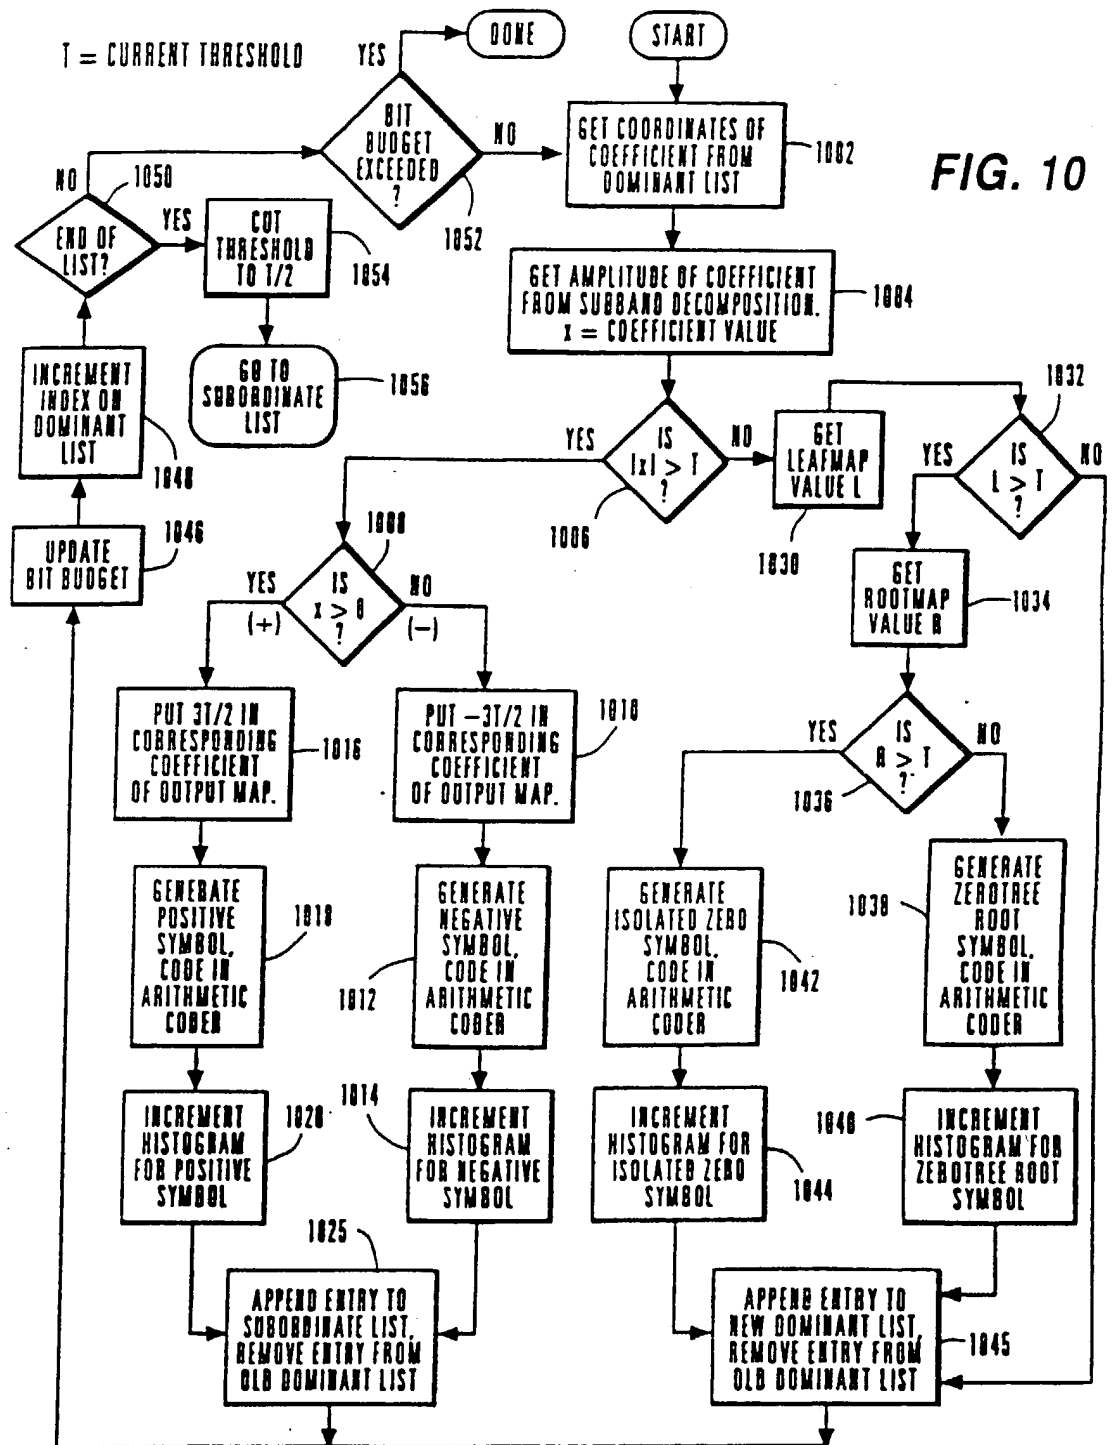 T = CURRENT THRESHOLD
YES
DONE
START
BIT
BUDGET
EXCEEDED
?
NO
1052
GET COORDINATES OF
COEFFICIENT FROM
DOMINANT LIST
1002
FIG. 10
NO
1050
END OF
LIST?
YES
CUT
THRESHOLD
TO T/2
1054
GET AMPLITUDE OF COEFFICIENT
FROM SUBBAND DECOMPOSITION.
x = COEFFICIENT VALUE
1004
INCREMENT
INDEX ON
DOMINANT
LIST
1048
GO TO
SUBORDINATE
LIST
1056
YES
IS
|x| > T
?
NO
1006
GET
LEAFMAP
VALUE L
1030
1032
YES
IS
L > T
?
NO
UPDATE
BIT BUDGET
1046
1008
YES
(+)
IS
x > 0
?
NO
(−)
GET
ROOTMAP
VALUE R
1034
PUT 3T/2 IN
CORRESPONDING
COEFFICIENT
OF OUTPUT MAP.
1016
PUT −3T/2 IN
CORRESPONDING
COEFFICIENT
OF OUTPUT MAP.
1010
YES
IS
R > T
?
NO
1036
GENERATE
POSITIVE
SYMBOL,
CODE IN
ARITHMETIC
CODER
1018
GENERATE
NEGATIVE
SYMBOL,
CODE IN
ARITHMETIC
CODER
1012
GENERATE
ISOLATED ZERO
SYMBOL,
CODE IN
ARITHMETIC
CODER
1042
GENERATE
ZEROTREE
ROOT
SYMBOL,
CODE IN
ARITHMETIC
CODER
1038
INCREMENT
HISTOGRAM
FOR POSITIVE
SYMBOL
1020
INCREMENT
HISTOGRAM
FOR NEGATIVE
SYMBOL
1014
INCREMENT
HISTOGRAM FOR
ISOLATED ZERO
SYMBOL
1044
INCREMENT
HISTOGRAM FOR
ZEROTREE ROOT
SYMBOL
1040
APPEND ENTRY TO
SUBORDINATE LIST,
REMOVE ENTRY FROM
OLD DOMINANT LIST
1025
APPEND ENTRY TO
NEW DOMINANT LIST,
REMOVE ENTRY FROM
OLD DOMINANT LIST
1045